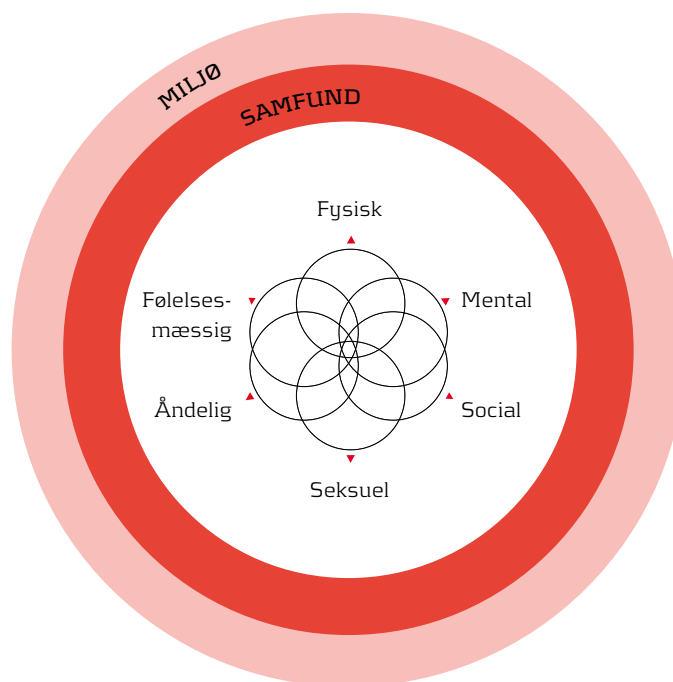 MILJØ
SAMFUND
Fysisk
Følelses-
mæssig
Mental
Åndelig
Social
Seksuel